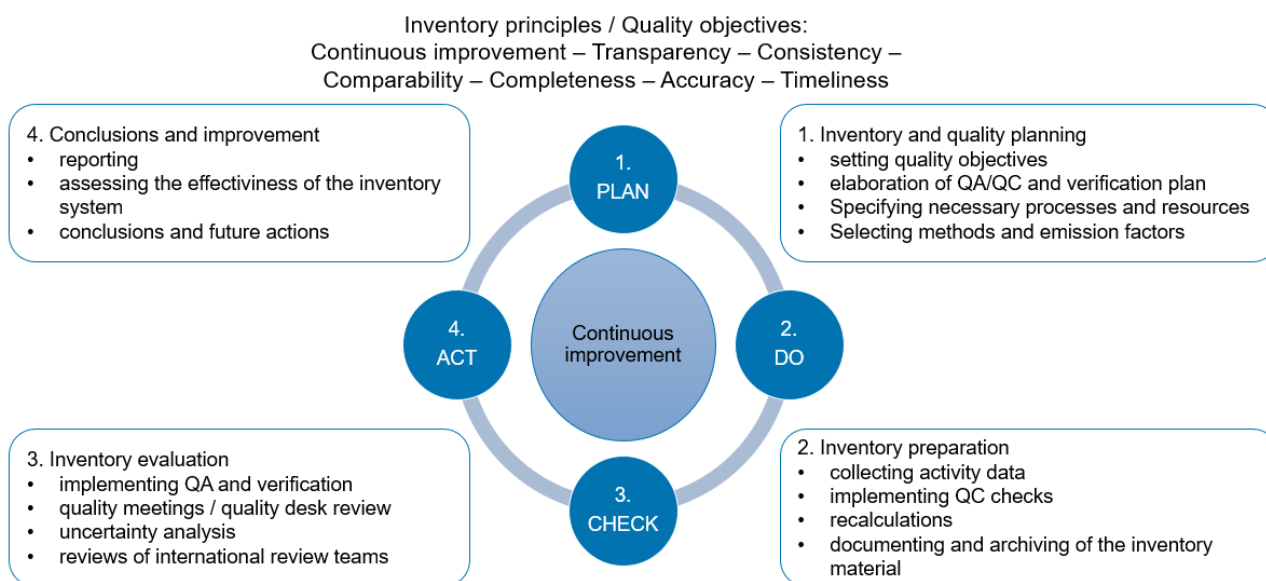 Inventory principles / Quality objectives:
Continuous improvement – Transparency – Consistency –
Comparability – Completeness – Accuracy – Timeliness
4. Conclusions and improvement
• reporting
• assessing the effectiviness of the inventory
system
• conclusions and future actions
1.
PLAN
1. Inventory and quality planning
• setting quality objectives
• elaboration of QA/QC and verification plan
• Specifying necessary processes and resources
• Selecting methods and emission factors
4.
ACT
Continuous
improvement
2.
DO
3. Inventory evaluation
• implementing QA and verification
• quality meetings / quality desk review
• uncertainty analysis
• reviews of international review teams
3.
CHECK
2. Inventory preparation
• collecting activity data
• implementing QC checks
• recalculations
• documenting and archiving of the inventory
material